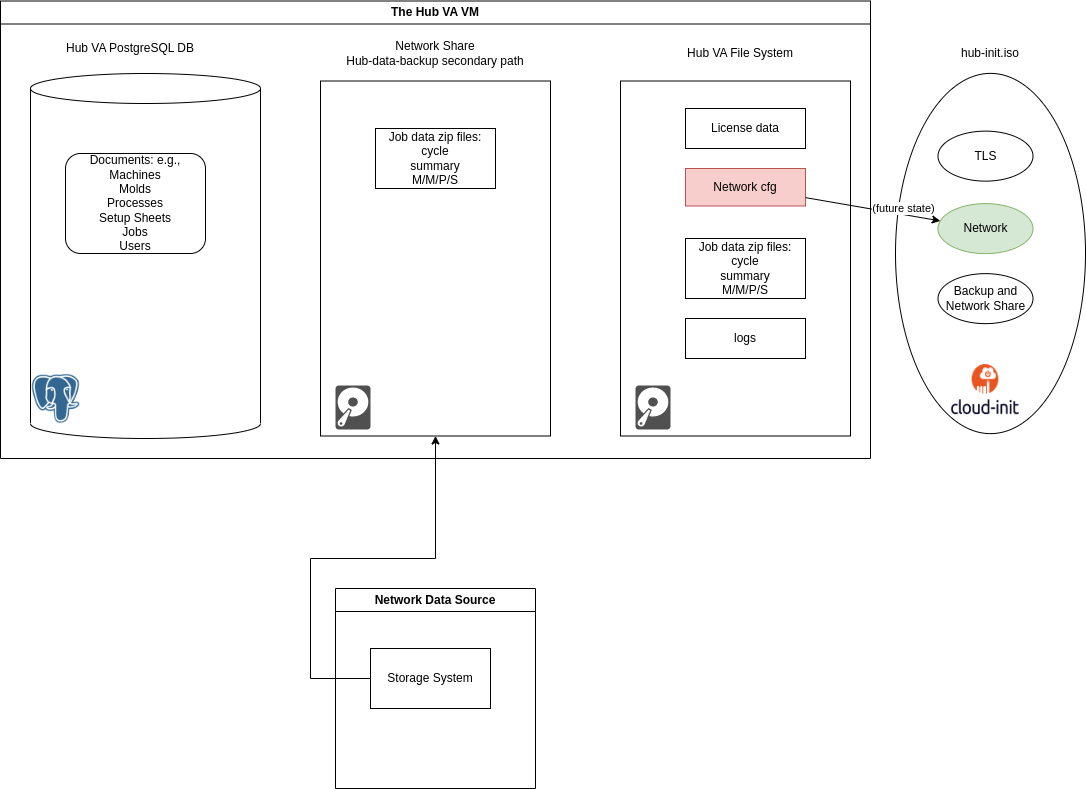 The Hub VA VM
Hub VA PostgreSQL DB
Documents: e.g.,
Machines
Molds
Processes
Setup Sheets
Jobs
Users
Network Share
Hub-data-backup secondary path
Job data zip files:
cycle
summary
M/M/P/S
Hub VA File System
License data
Network cfg
(future state)
Job data zip files:
cycle
summary
M/M/P/S
logs
hub-init.iso
TLS
Network
Backup and
Network Share
cloud-init
Network Data Source
Storage System